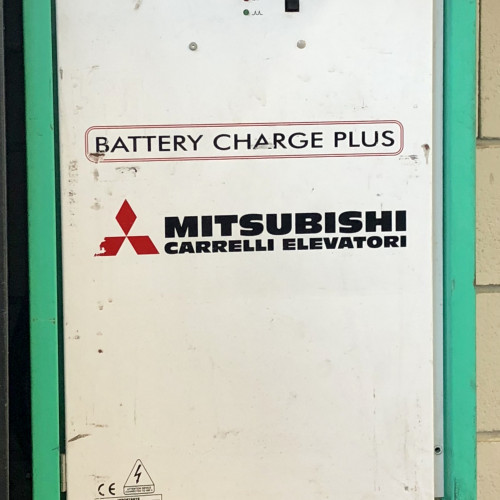 BATTERY CHARGE PLUS
MITSUBISHI
CARRELLI ELEVATORI
CE